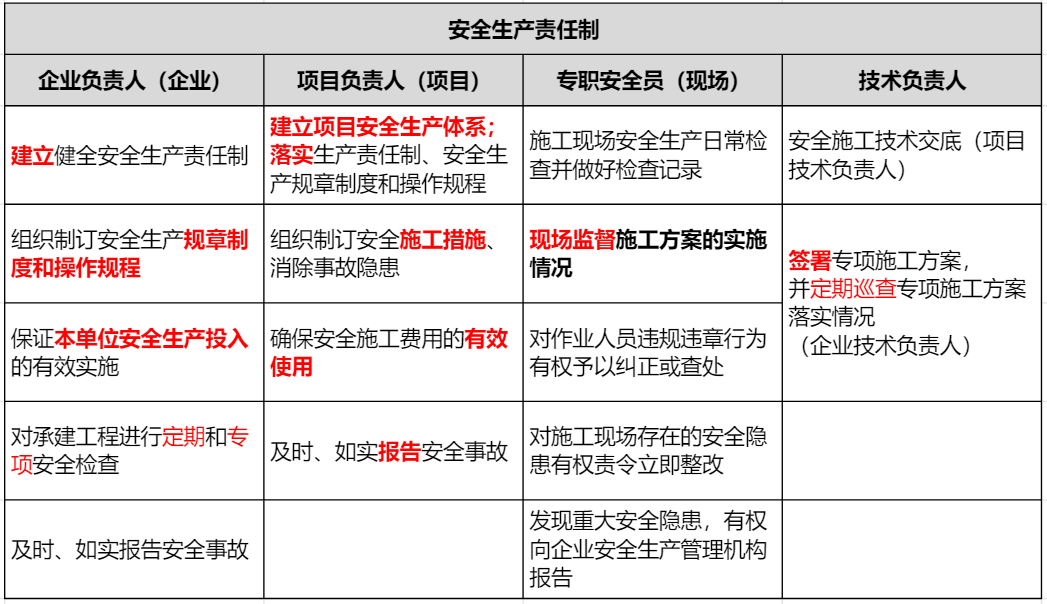 安全生产责任制
企业负责人（企业）
项目负责人（项目）
专职安全员（现场）
技术负责人
建立健全安全生产责任制
建立项目安全生产体系；
落实生产责任制、安全生
产规章制度和操作规程
施工现场安全生产日常检
查并做好检查记录
安全施工技术交底（项目
技术负责人）
组织制订安全生产规章制
度和操作规程
组织制订安全施工措施、
消除事故隐患
现场监督施工方案的实施
情况
签署专项施工方案，
并定期巡查专项施工方案
落实情况
（企业技术负责人）
保证本单位安全生产投入
的有效实施
确保安全施工费用的有效
使用
对作业人员违规违章行为
有权予以纠正或查处
对承建工程进行定期和专
项安全检查
及时、如实报告安全事故
对施工现场存在的安全隐
患有权责令立即整改
及时、如实报告安全事故
发现重大安全隐患，有权
向企业安全生产管理机构
报告